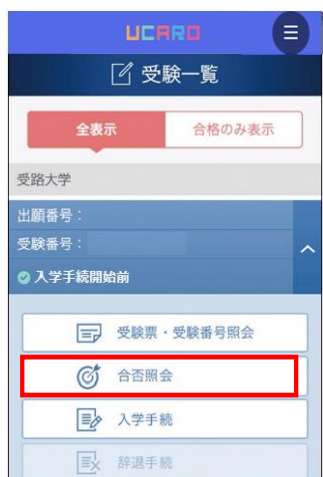 UCARO
受験一覧
全表示 合格のみ表示
受路大学
出願番号：
受験番号：
入学手続開始前
受験票・受験番号照会
合否照会
入学手続
辞退手続